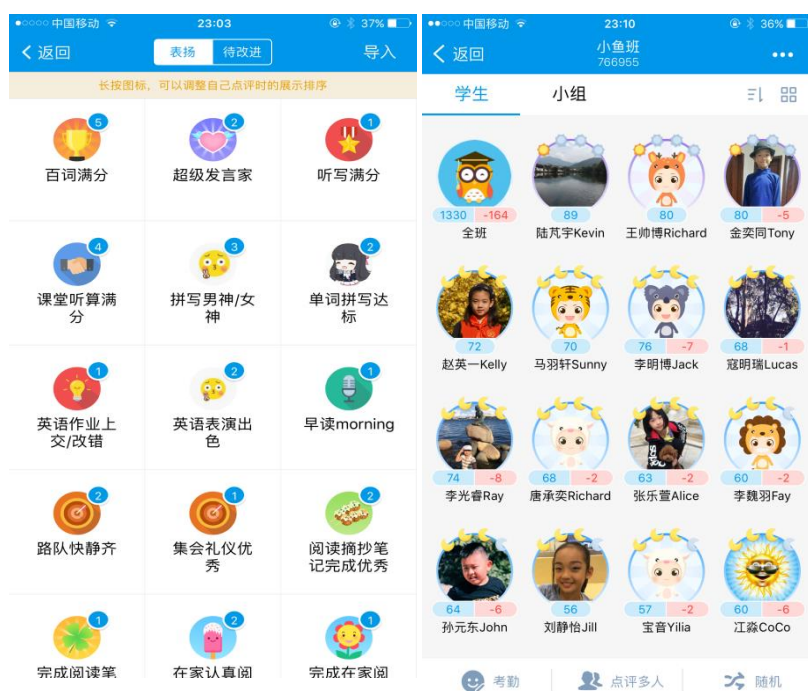 中国移动 23:03 37%
返回 表扬 待改进 导入
长按图标，可以调整自己点评时的展示排序
5 2 1
百词满分 超级发言家 听写满分
4 3 2
课堂听算满分 拼写男神/女神 单词拼写达标
1 2 1
英语作业上交/改错 英语表演出色 早读morning
2 1 2
路队快静齐 集会礼仪优秀 阅读摘抄笔记完成优秀
1 2 1
完成阅读笔 在家认真阅 完成在家阅
中国移动 23:10 36%
返回 小鱼班
766955
学生 小组
1330 -164 89 80 80 -5
全班 陆芃宇Kevin 王帅博Richard 金奕同Tony
72 70 76 -7 68 -1
赵英一Kelly 马羽轩Sunny 李明博Jack 寇明瑞Lucas
74 -8 68 -2 63 -2 60 -2
李光睿Ray 唐承奕Richard 张乐萱Alice 李魏羽Fay
64 -6 56 57 -2 60 -6
孙元东John 刘静怡Jill 宝音Yilia 江淼CoCo
考勤 点评多人 随机